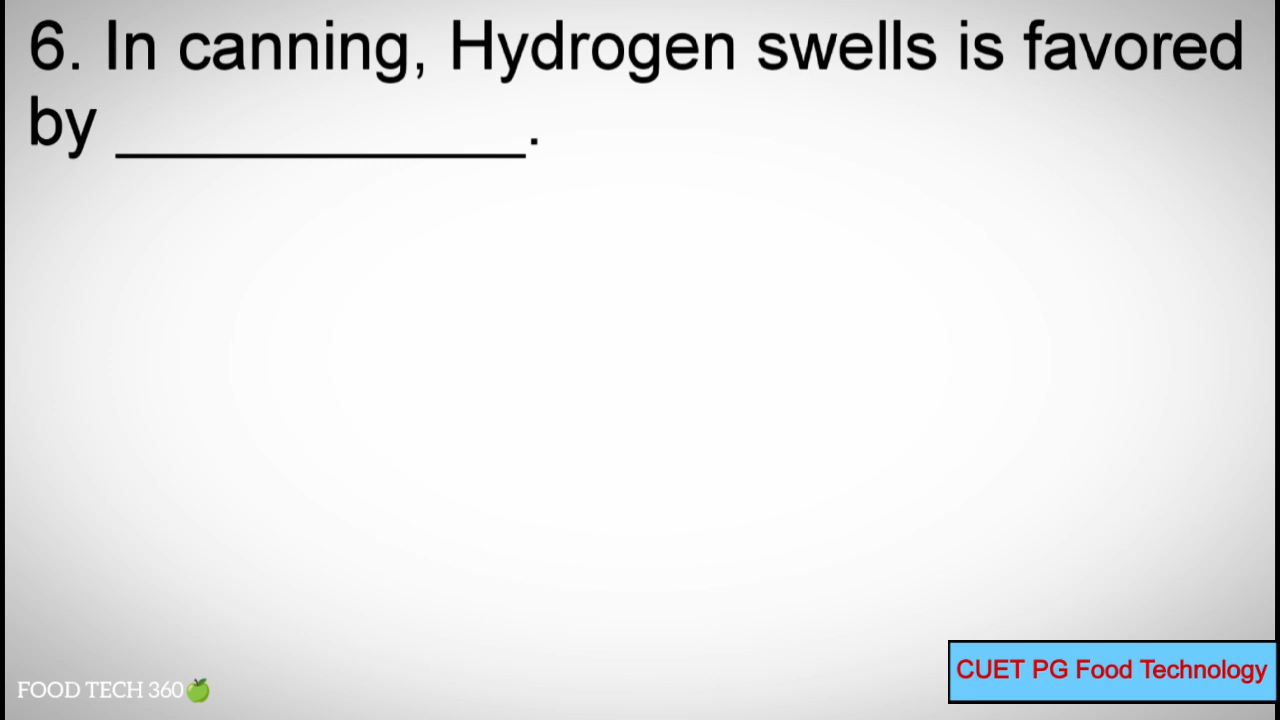 6. In canning, Hydrogen swells is favored
by _____________.
FOOD TECH 360
CUET PG Food Technology